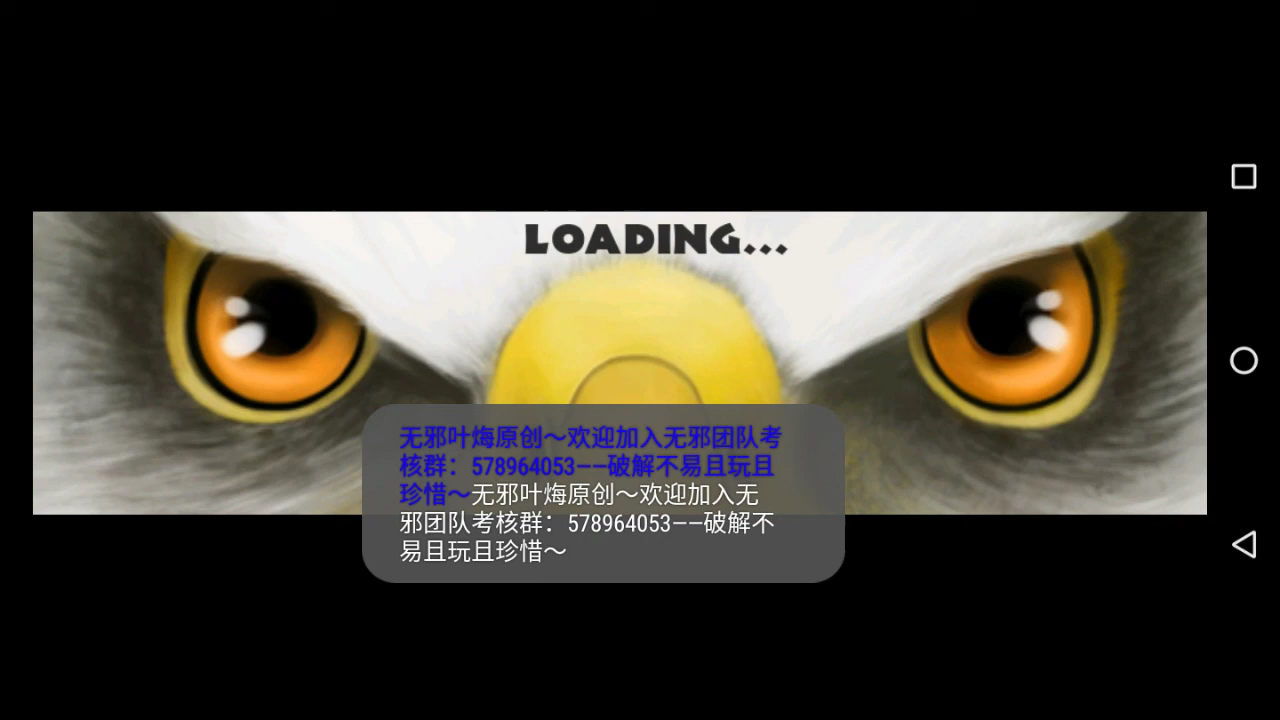 LOADING...
无邪叶烸原创～欢迎加入无邪团队考
核群：578964053——破解不易且玩且
珍惜～无邪叶烸原创～欢迎加入无
邪团队考核群：578964053——破解不
易且玩且珍惜～